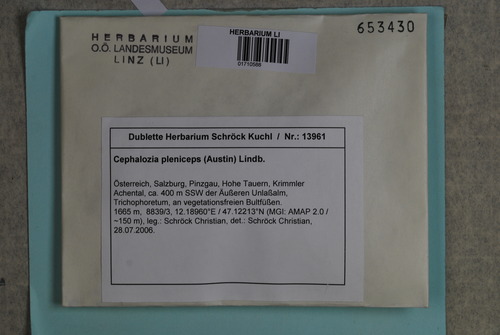 HERBARIUM
O.Ö. LANDESMUSEUM
LINZ (LI)
HERBARIUM LI
01710568
653430
Dublette Herbarium Schröck Kuchl / Nr.: 13961
Cephalozia pleniceps (Austin) Lindb.
Österreich, Salzburg, Pinzgau, Hohe Tauern, Krimmler
Achental, ca. 400 m SSW der Äußeren Unlaßalm,
Trichophoretum, an vegetationsfreien Bultfüßen.
1665 m, 8839/3, 12.18960°E / 47.12213°N (MGI: AMAP 2.0 /
~150 m), leg.: Schröck Christian, det.: Schröck Christian,
28.07.2006.